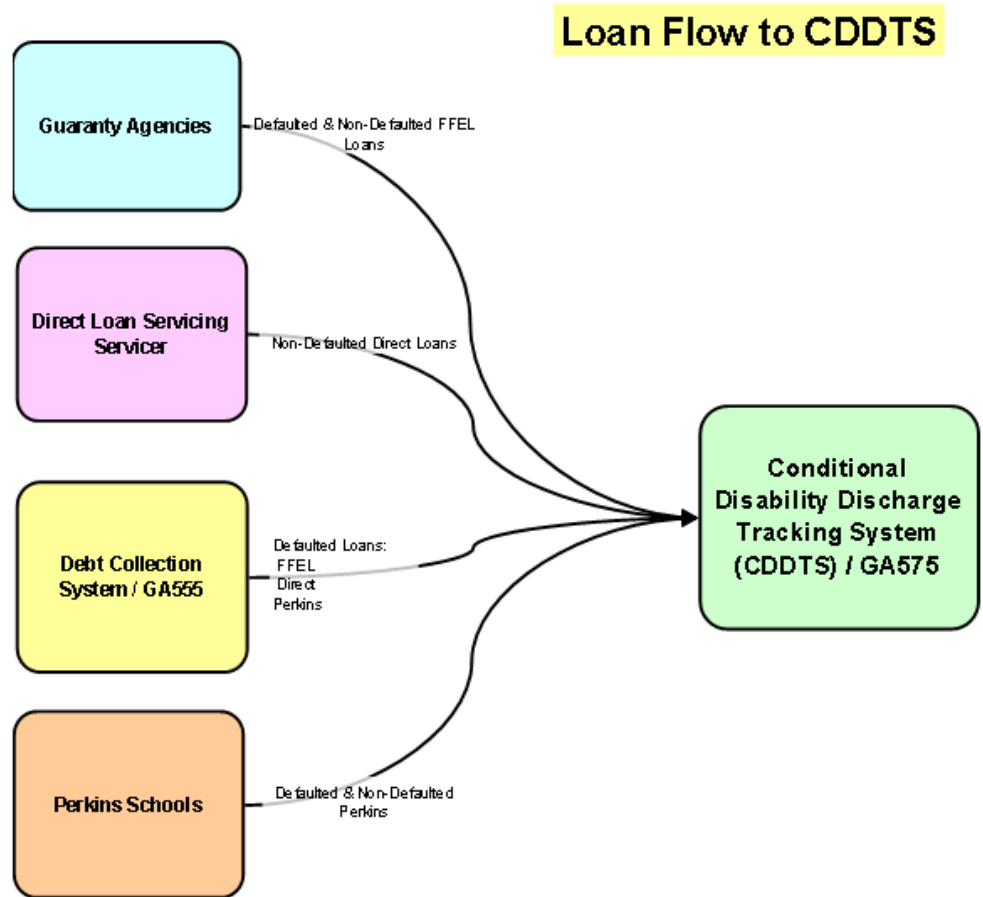 Loan Flow to CDDTS
Guaranty Agencies
Defaulted & Non-Defaulted FFEL
Loans
Direct Loan Servicing
Servicer
Non-Defaulted Direct Loans
Debt Collection
System / GA555
Defaulted Loans:
FFEL
Direct
Perkins
Perkins Schools
Defaulted & Non-Defaulted
Perkins
Conditional
Disability Discharge
Tracking System
(CDDTS) / GA575